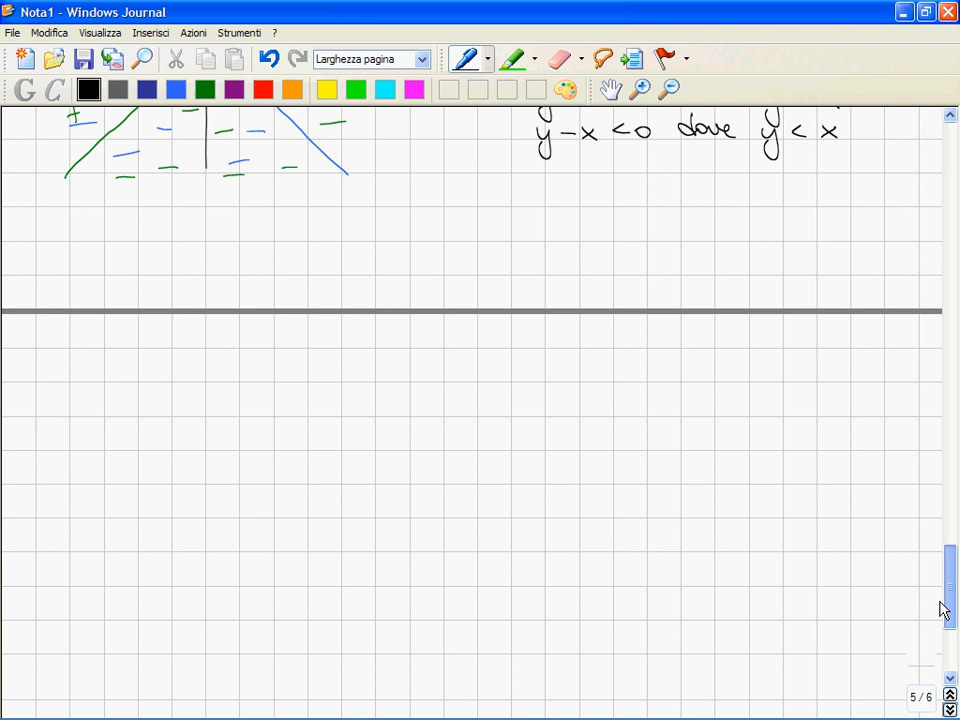 Nota1 - Windows Journal
File Modifica Visualizza Inserisci Azioni Strumenti ?
Larghezza pagina
G C
+
y - x < 0 dove y < x
5 / 6